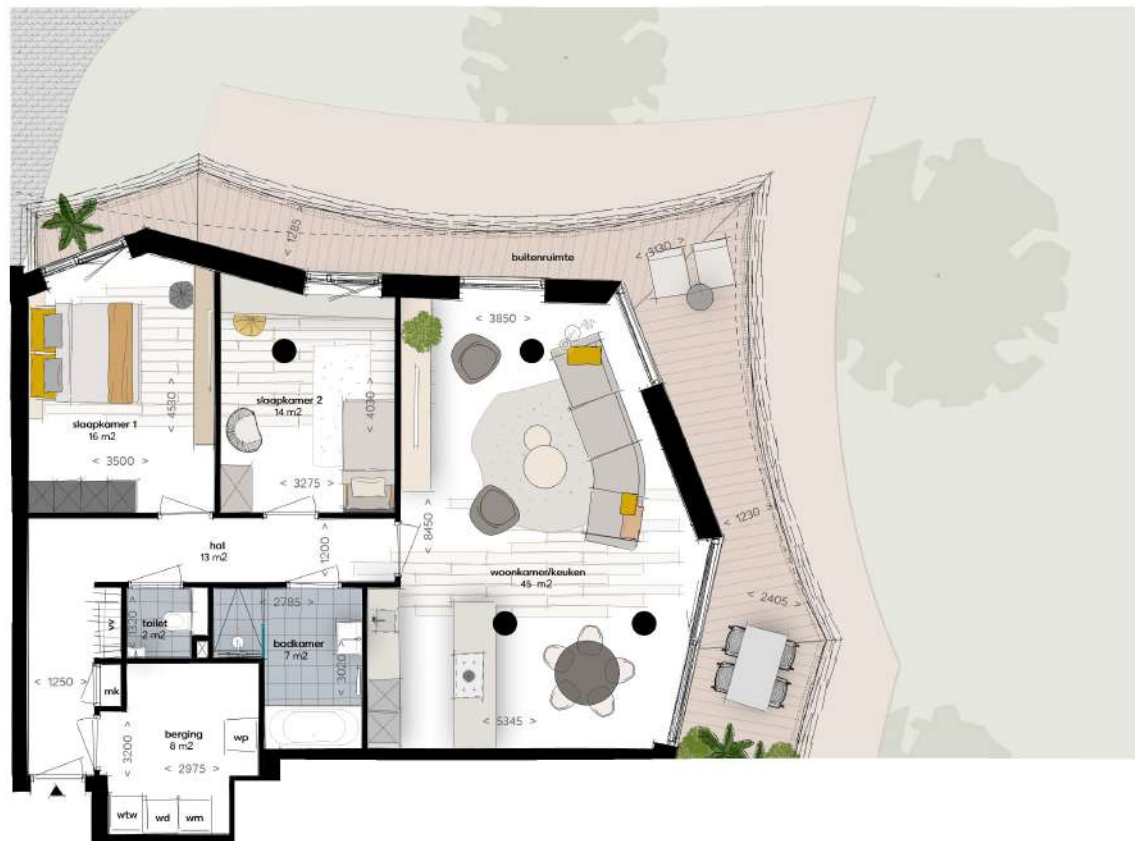 < 1285 >
buitenruimte
< 3130 >
< 3850 >
< 4530 >
slaapkamer 1
16 m2
< 3500 >
slaapkamer 2
14 m2
< 4030 >
< 3275 >
< 8450 >
< 1230 >
hal
13 m2
< 1200 >
woonkamer/keuken
45 m2
< 2785 >
< 2405 >
vv
< 1320 >
toilet
2 m2
badkamer
7 m2
< 3020 >
< 1250 >
mk
< 5345 >
berging
8 m2
wp
< 3200 >
< 2975 >
wtw
wd
wm